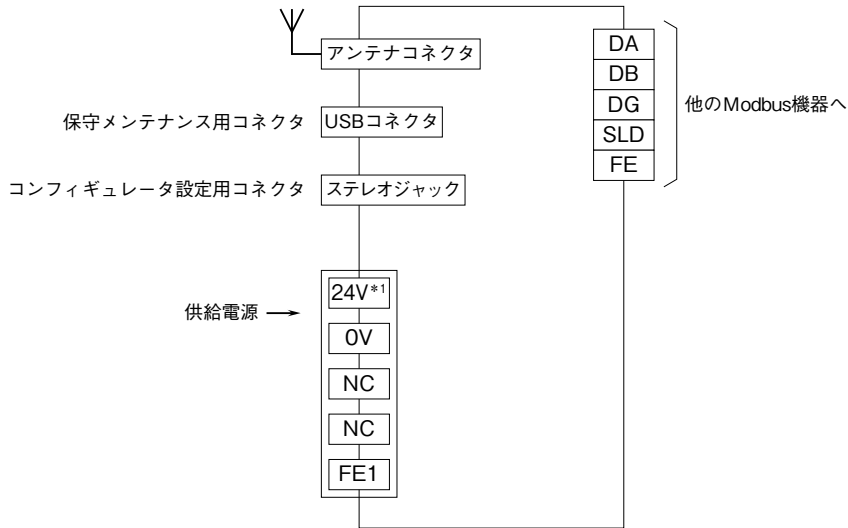 アンテナコネクタ
保守メンテナンス用コネクタ USBコネクタ
コンフィギュレータ設定用コネクタ ステレオジャック
供給電源
24V*1
0V
NC
NC
FE1
DA
DB
DG
SLD
FE
他のModbus機器へ